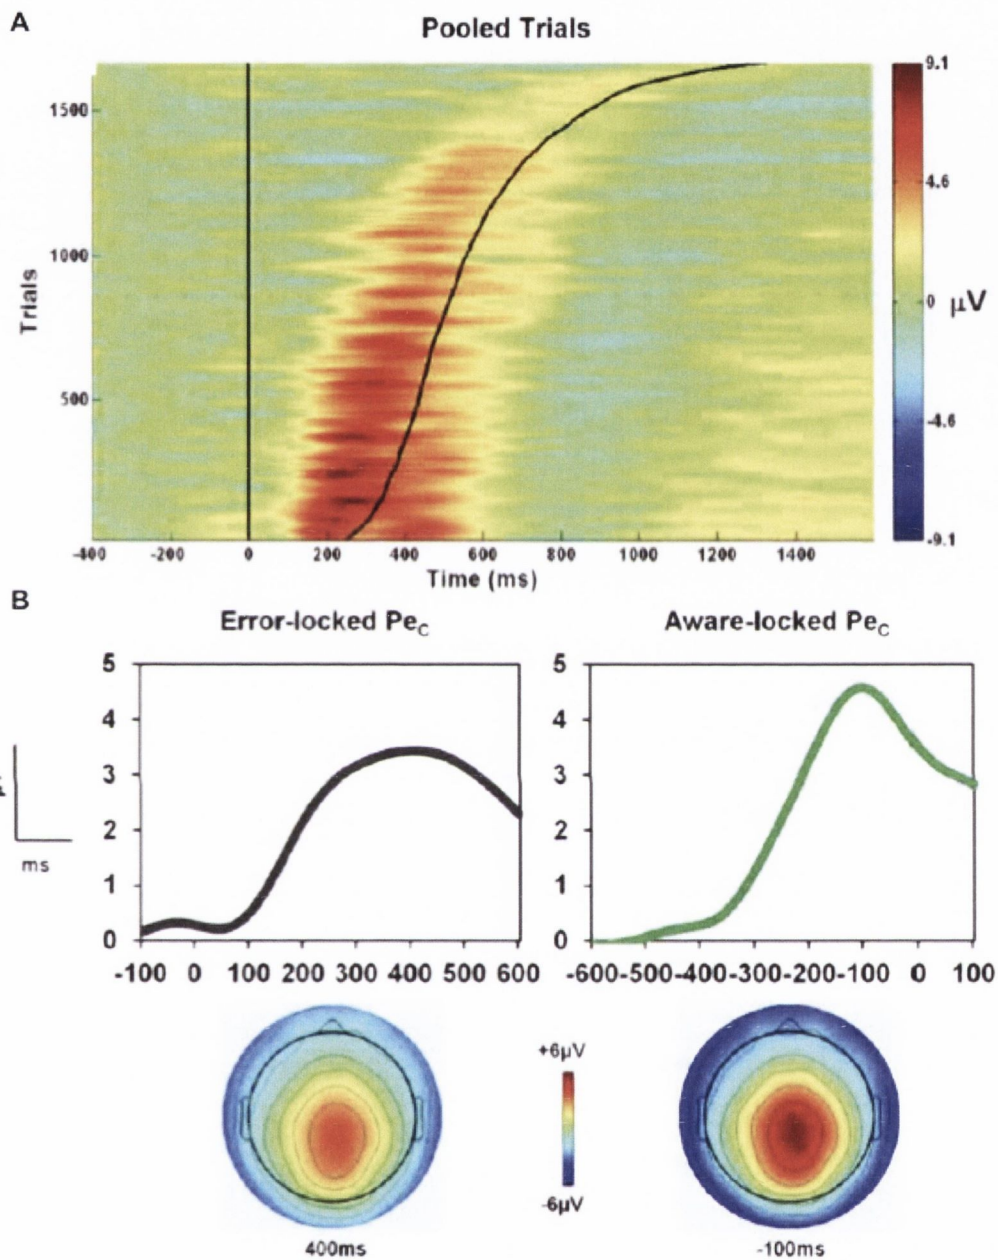 A
Pooled Trials
1500
1000
500
Trials
-400 -200 0 200 400 600 800 1000 1200 1400
Time (ms)
9.1
4.6
0
-4.6
-9.1
µV
B
Error-locked Pe_C
5
4
3
2
1
0
-100 0 100 200 300 400 500 600
ms
Aware-locked Pe_C
5
4
3
2
1
0
-600-500-400-300-200-100 0 100
+6µV
-6µV
400ms
-100ms